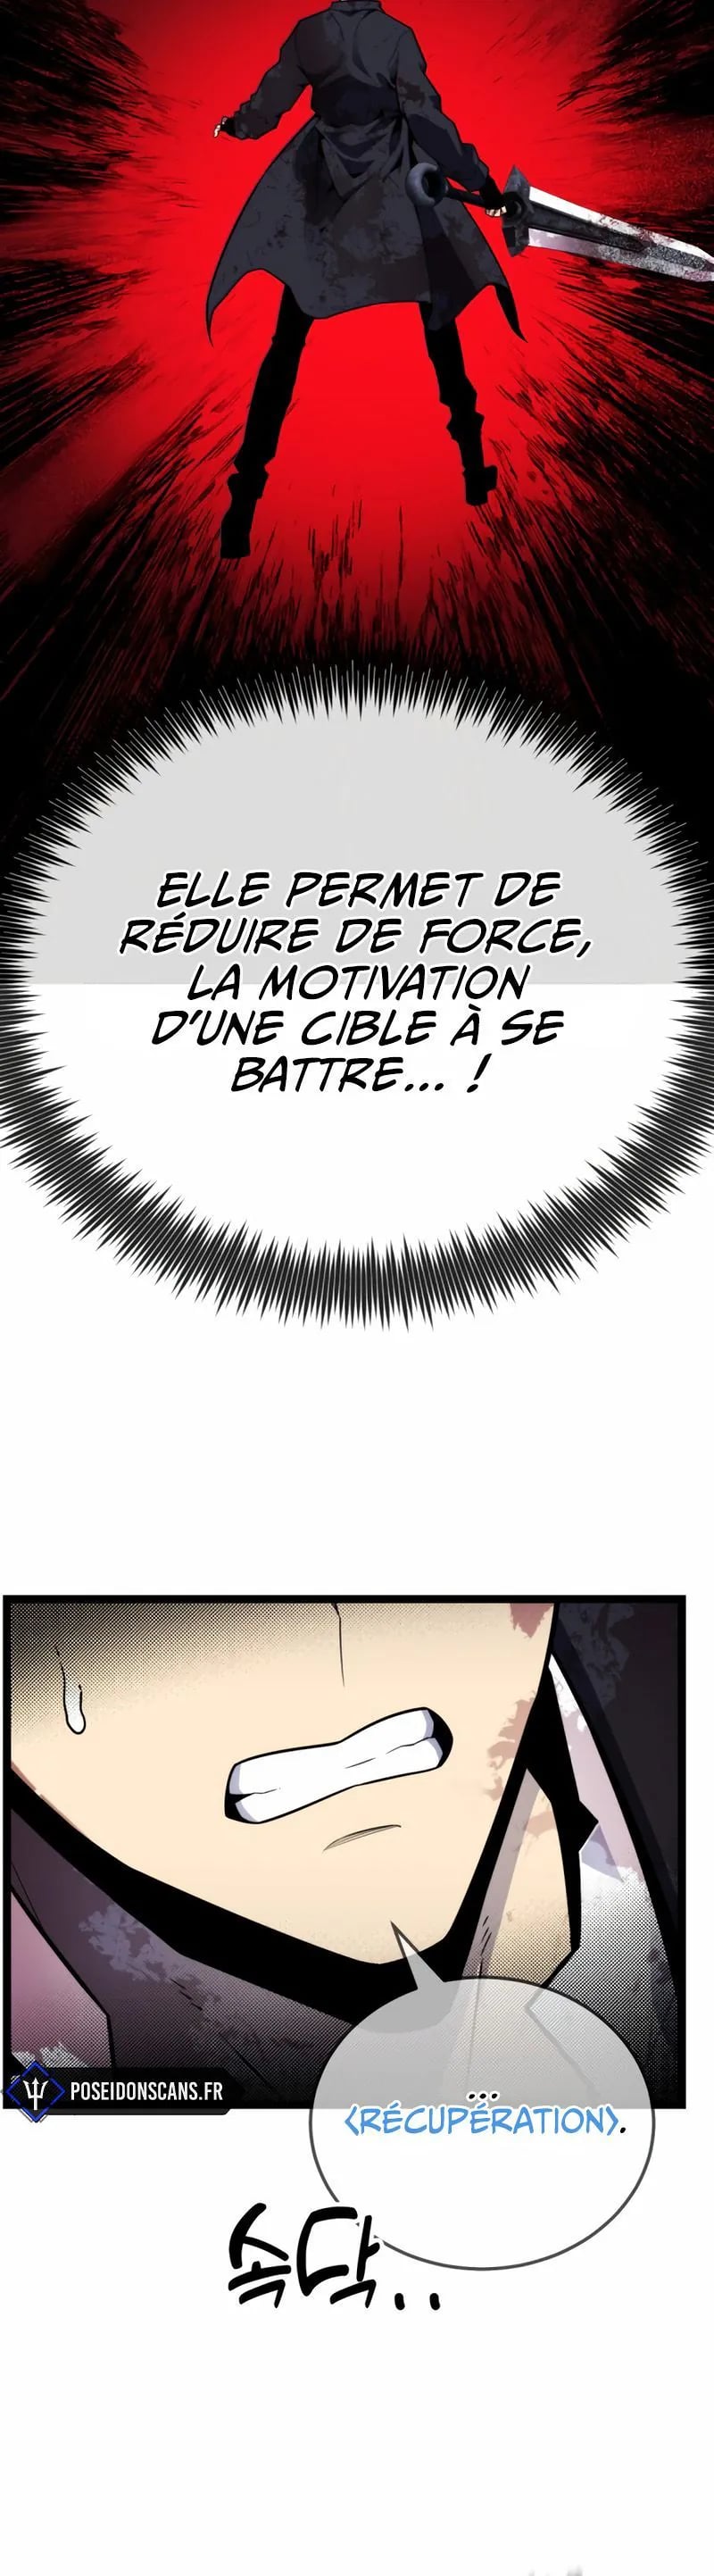 ELLE PERMET DE
RÉDUIRE DE FORCE,
LA MOTIVATION
D'UNE CIBLE À SE
BATTRE... !
POSEIDONSCANS.FR
...
<RÉCUPÉRATION>.
속닥..